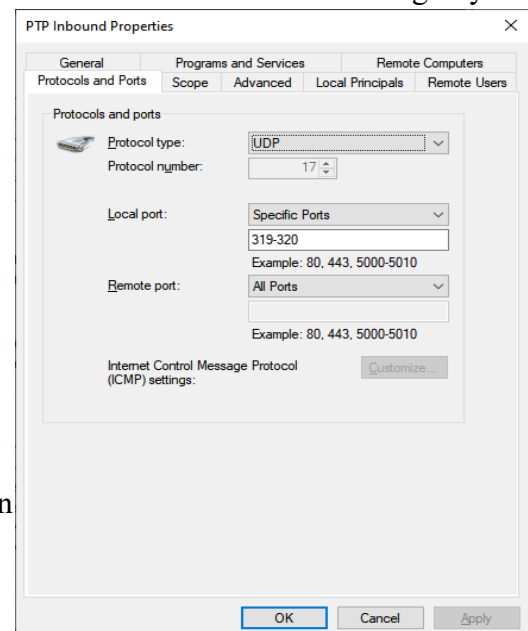 PTP Inbound Properties
General Programs and Services Remote Computers
Protocols and Ports Scope Advanced Local Principals Remote Users
Protocols and ports
Protocol type: UDP
Protocol number: 17
Local port: Specific Ports
319-320
Example: 80, 443, 5000-5010
Remote port: All Ports
Example: 80, 443, 5000-5010
Internet Control Message Protocol
(ICMP) settings: Customize...
n
OK Cancel Apply